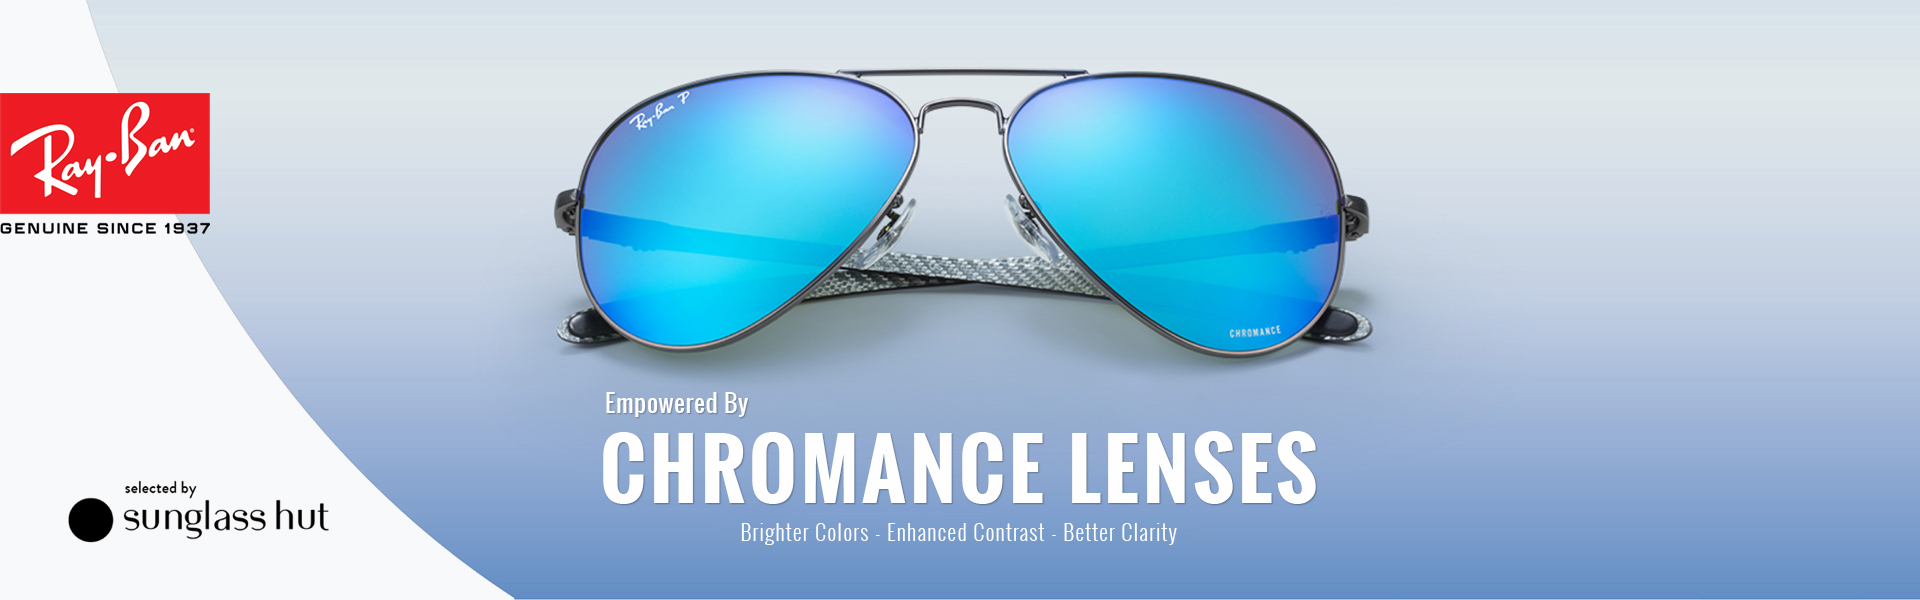 Ray-Ban
GENUINE SINCE 1937
Ray-Ban P
CHROMANCE
Empowered By
CHROMANCE LENSES
Brighter Colors - Enhanced Contrast - Better Clarity
selected by
sunglass hut